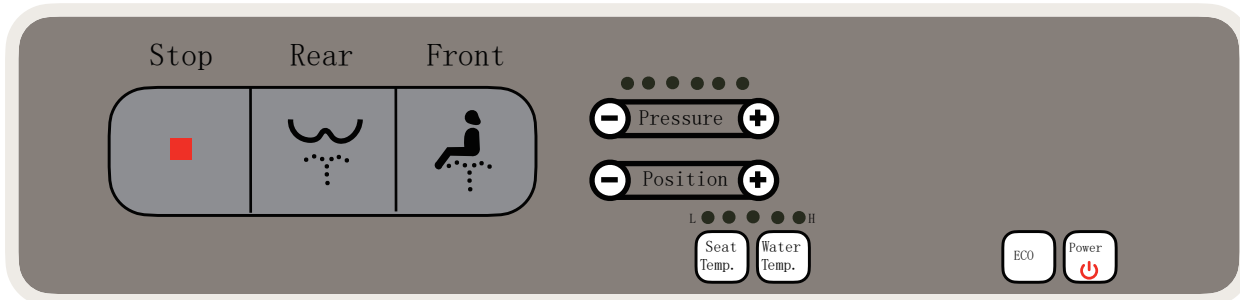 Stop Rear Front
− Pressure +
− Position +
L H
Seat Temp.
Water Temp.
ECO
Power